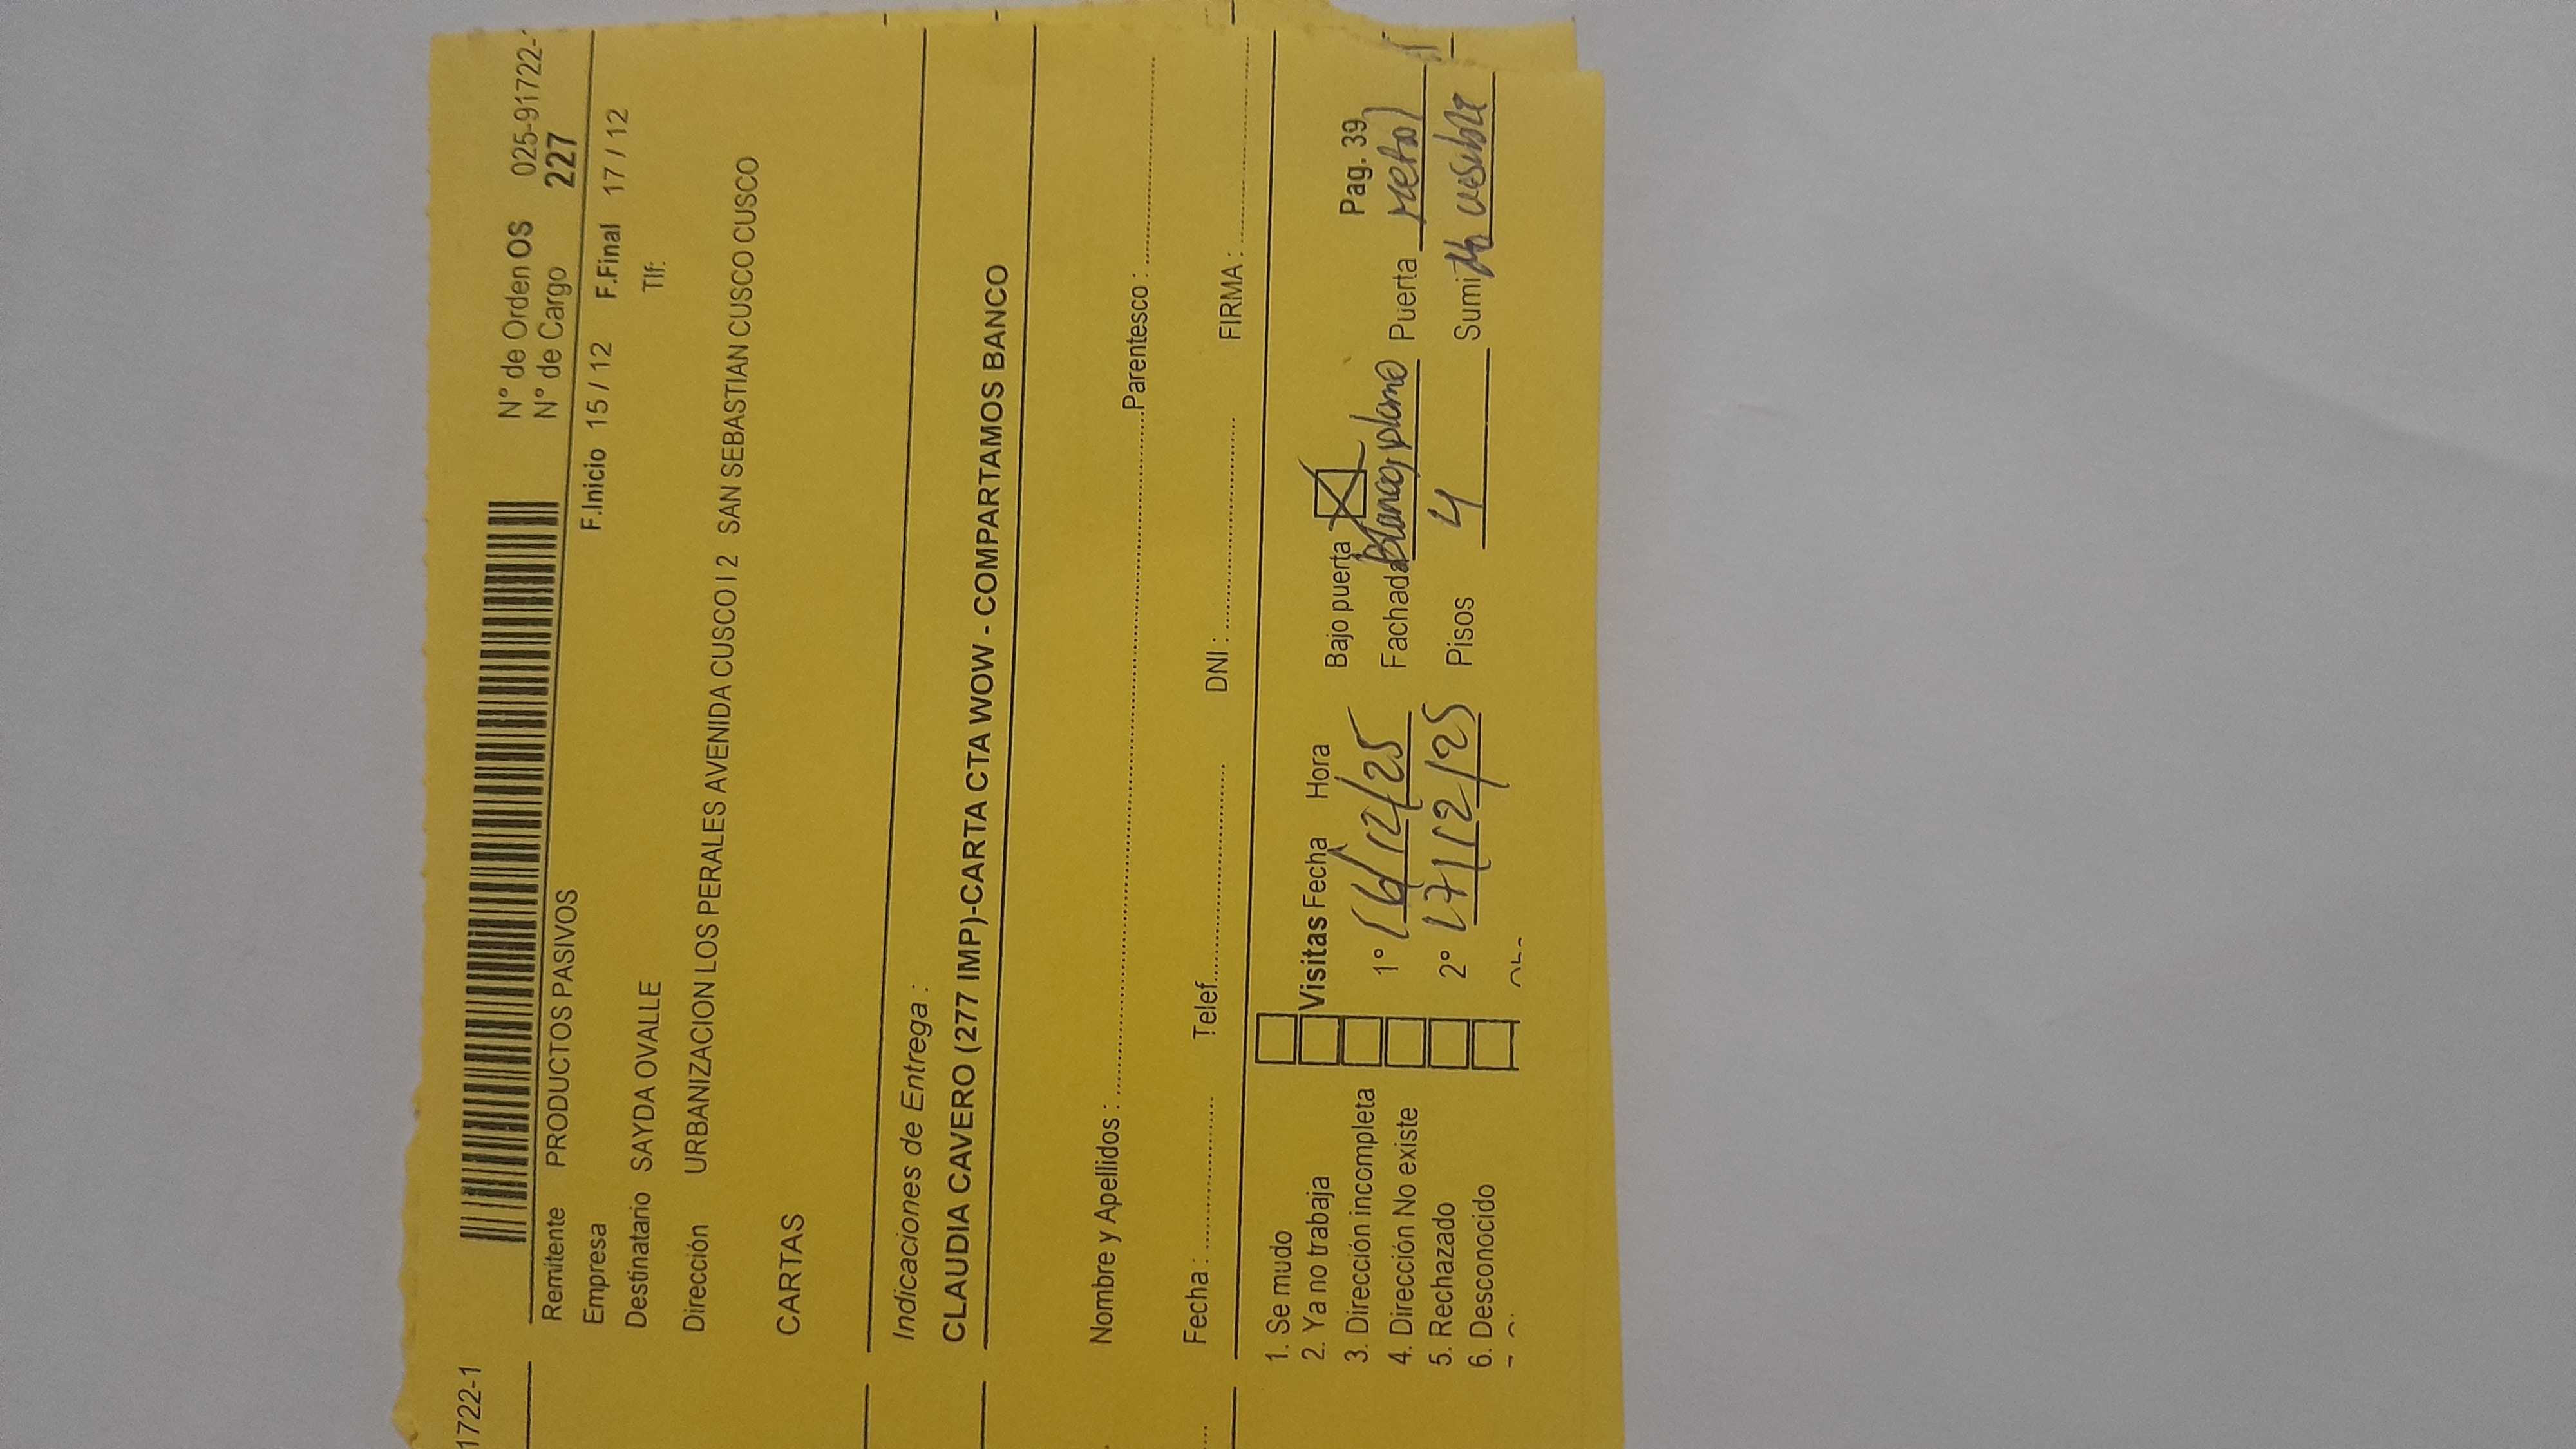 1722-1
N° de Orden OS 025-91722-
N° de Cargo 227
Remitente PRODUCTOS PASIVOS
Empresa F.Inicio 15 / 12 F.Final 17 / 12
Destinatario SAYDA OVALLE Tlf:
Dirección URBANIZACION LOS PERALES AVENIDA CUSCO I 2 SAN SEBASTIAN CUSCO CUSCO
CARTAS
Indicaciones de Entrega :
CLAUDIA CAVERO (277 IMP)-CARTA CTA WOW - COMPARTAMOS BANCO
Nombre y Apellidos : Parentesco :
Fecha : Telef. DNI : FIRMA :
1. Se mudo
2. Ya no trabaja Visitas Fecha Hora Bajo puerta Pag. 39
3. Dirección incompleta 1° 16/12/25 Fachada Puerta
4. Dirección No existe
5. Rechazado 2° 17/12/25 Pisos 4 Sumi
6. Desconocido